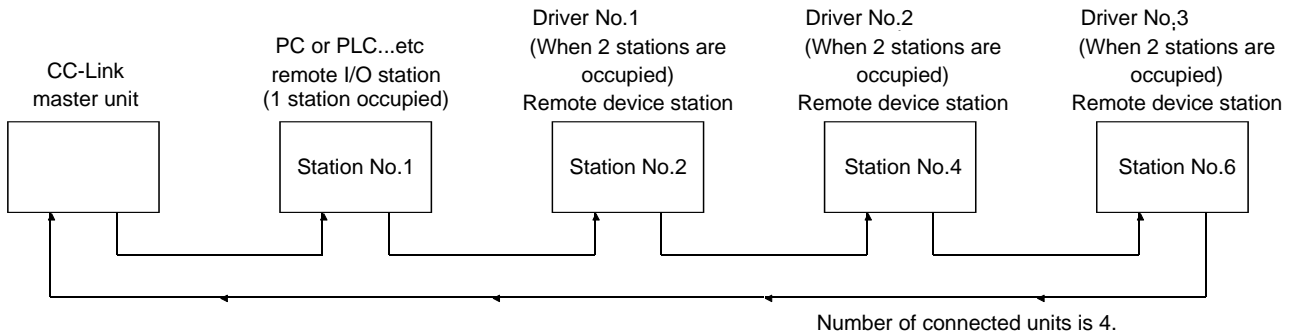 CC-Link
master unit
PC or PLC...etc
remote I/O station
(1 station occupied)
Driver No.1
(When 2 stations are
occupied)
Remote device station
Driver No.2
(When 2 stations are
occupied)
Remote device station
Driver No.3
(When 2 stations are
occupied)
Remote device station
Station No.1
Station No.2
Station No.4
Station No.6
Number of connected units is 4.